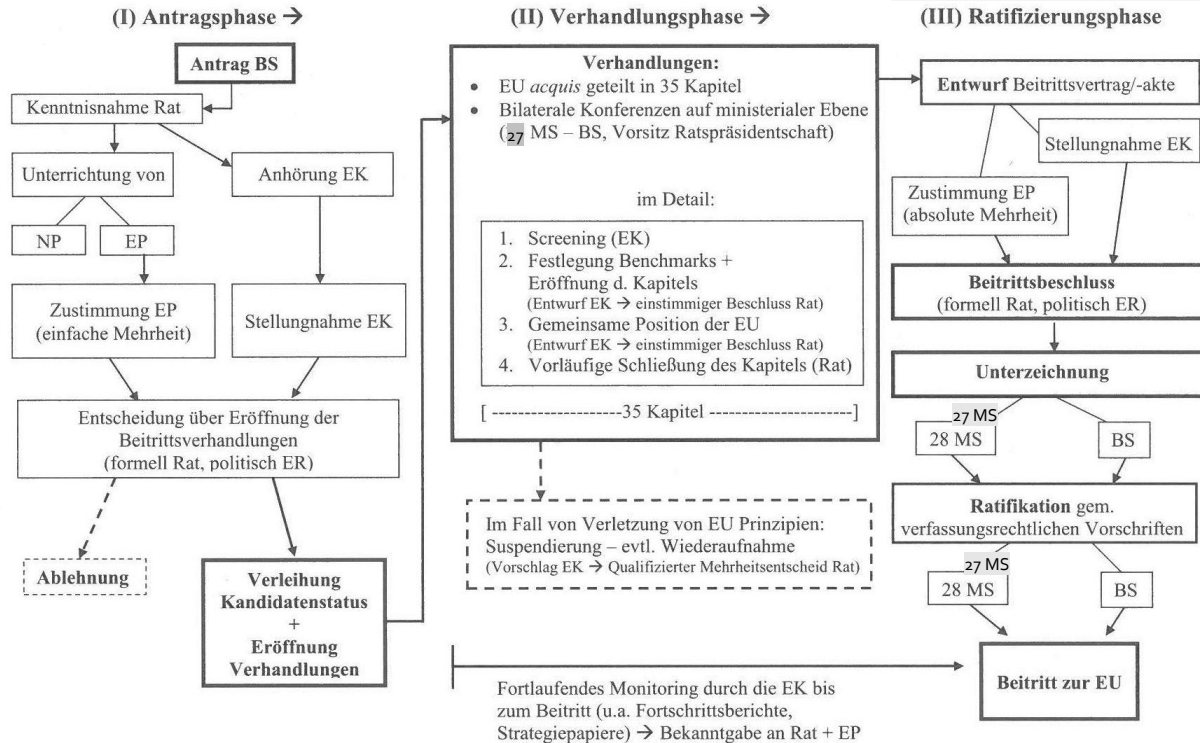 (I) Antragsphase →
Antrag BS
Kenntnisnahme Rat
Unterrichtung von
Anhörung EK
NP
EP
Zustimmung EP
(einfache Mehrheit)
Stellungnahme EK
Entscheidung über Eröffnung der
Beitrittsverhandlungen
(formell Rat, politisch ER)
Ablehnung
Verleihung
Kandidatenstatus
+
Eröffnung
Verhandlungen
(II) Verhandlungsphase →
Verhandlungen:
• EU acquis geteilt in 35 Kapitel
• Bilaterale Konferenzen auf ministerialer Ebene
(27 MS – BS, Vorsitz Ratspräsidentschaft)
im Detail:
1. Screening (EK)
2. Festlegung Benchmarks +
Eröffnung d. Kapitels
(Entwurf EK → einstimmiger Beschluss Rat)
3. Gemeinsame Position der EU
(Entwurf EK → einstimmiger Beschluss Rat)
4. Vorläufige Schließung des Kapitels (Rat)
[ --------------------35 Kapitel --------------------- ]
Im Fall von Verletzung von EU Prinzipien:
Suspendierung – evtl. Wiederaufnahme
(Vorschlag EK → Qualifizierter Mehrheitsentscheid Rat)
Fortlaufendes Monitoring durch die EK bis
zum Beitritt (u.a. Fortschrittsberichte,
Strategiepapiere) → Bekanntgabe an Rat + EP
(III) Ratifizierungsphase
Entwurf Beitrittsvertrag/-akte
Stellungnahme EK
Zustimmung EP
(absolute Mehrheit)
Beitrittsbeschluss
(formell Rat, politisch ER)
Unterzeichnung
27 MS
28 MS
BS
Ratifikation gem.
verfassungsrechtlichen Vorschriften
27 MS
28 MS
BS
Beitritt zur EU